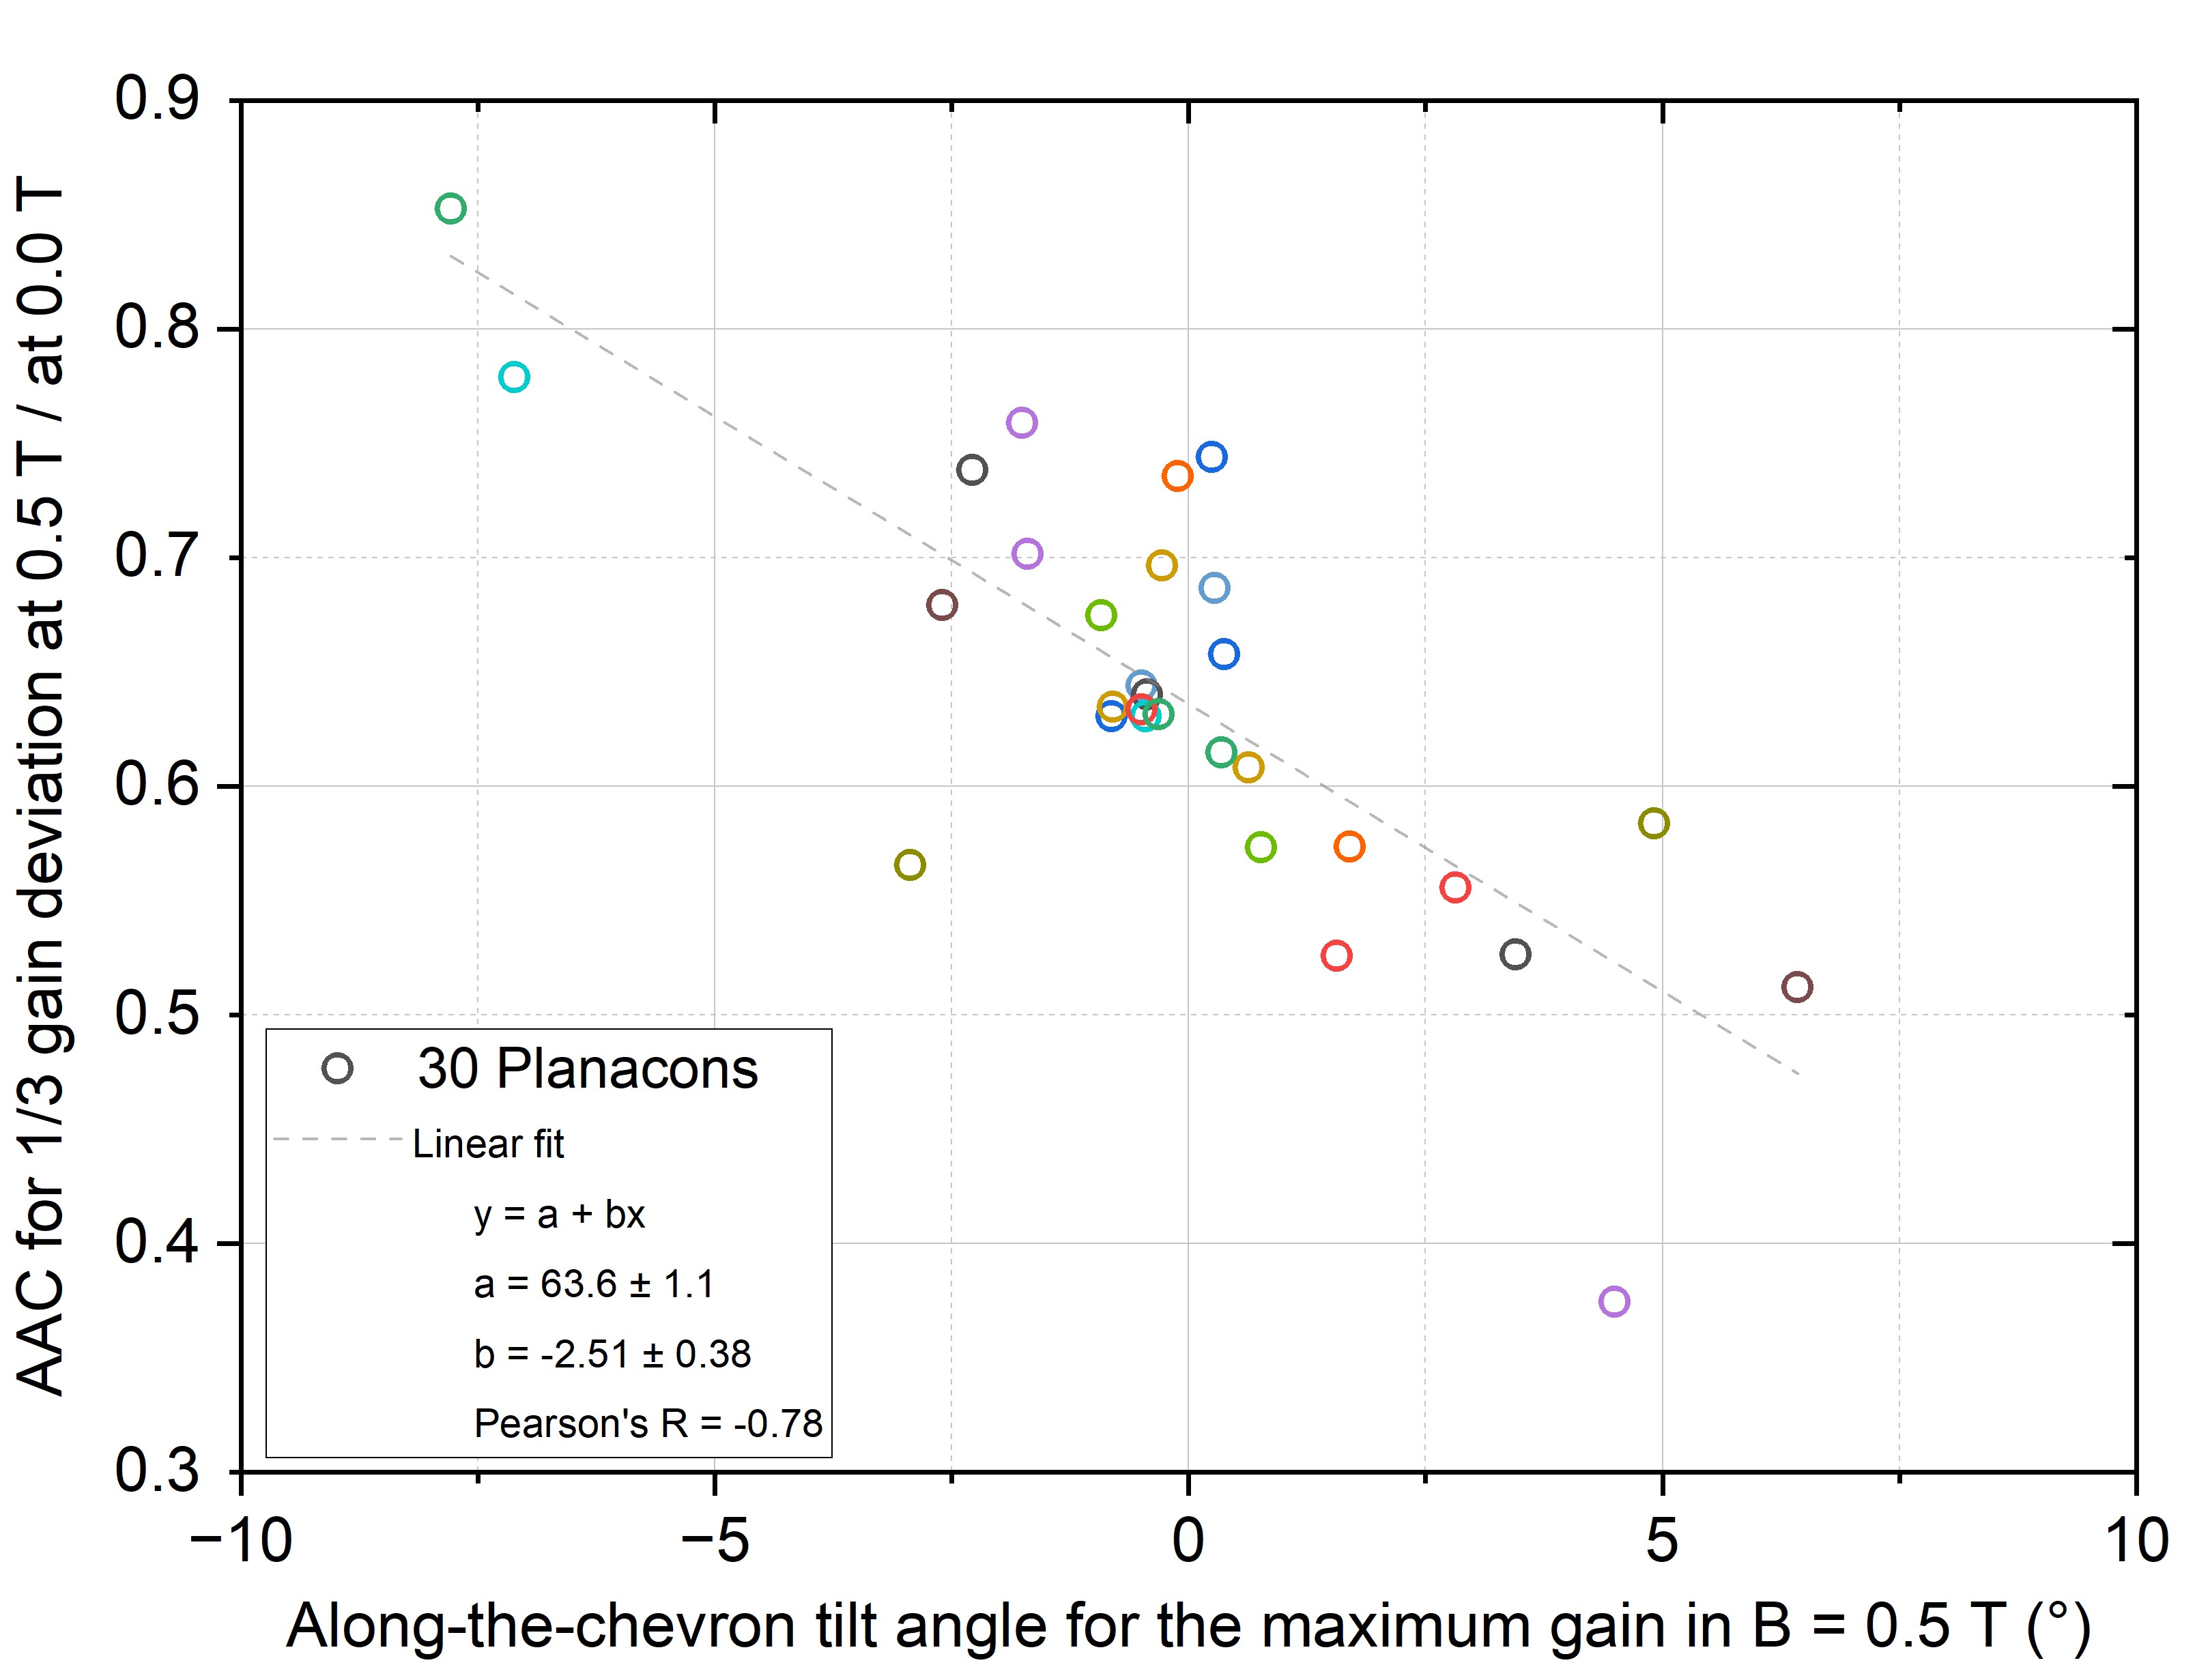 AAC for 1/3 gain deviation at 0.5 T / at 0.0 T
0.9
0.8
0.7
0.6
0.5
0.4
0.3
30 Planacons
Linear fit
y = a + bx
a = 63.6 ± 1.1
b = -2.51 ± 0.38
Pearson's R = -0.78
−10 −5 0 5 10
Along-the-chevron tilt angle for the maximum gain in B = 0.5 T (°)